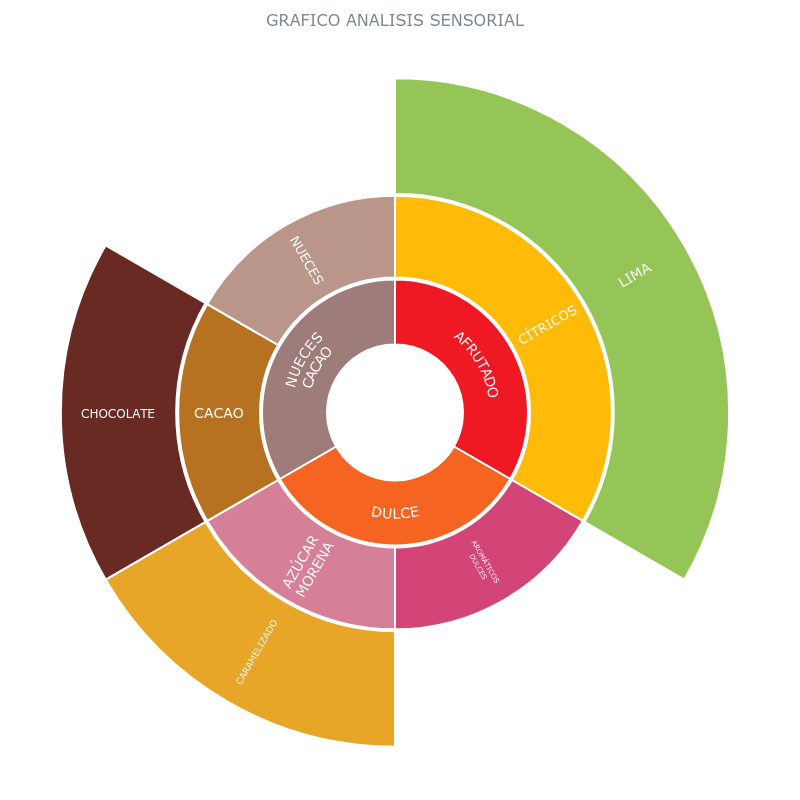 GRAFICO ANALISIS SENSORIAL
LIMA
CÍTRICOS
AFRUTADO
NUECES
NUECES
CACAO
CACAO
CHOCOLATE
DULCE
AZÚCAR
MORENA
AROMÁTICOS
DULCES
CARAMELIZADO